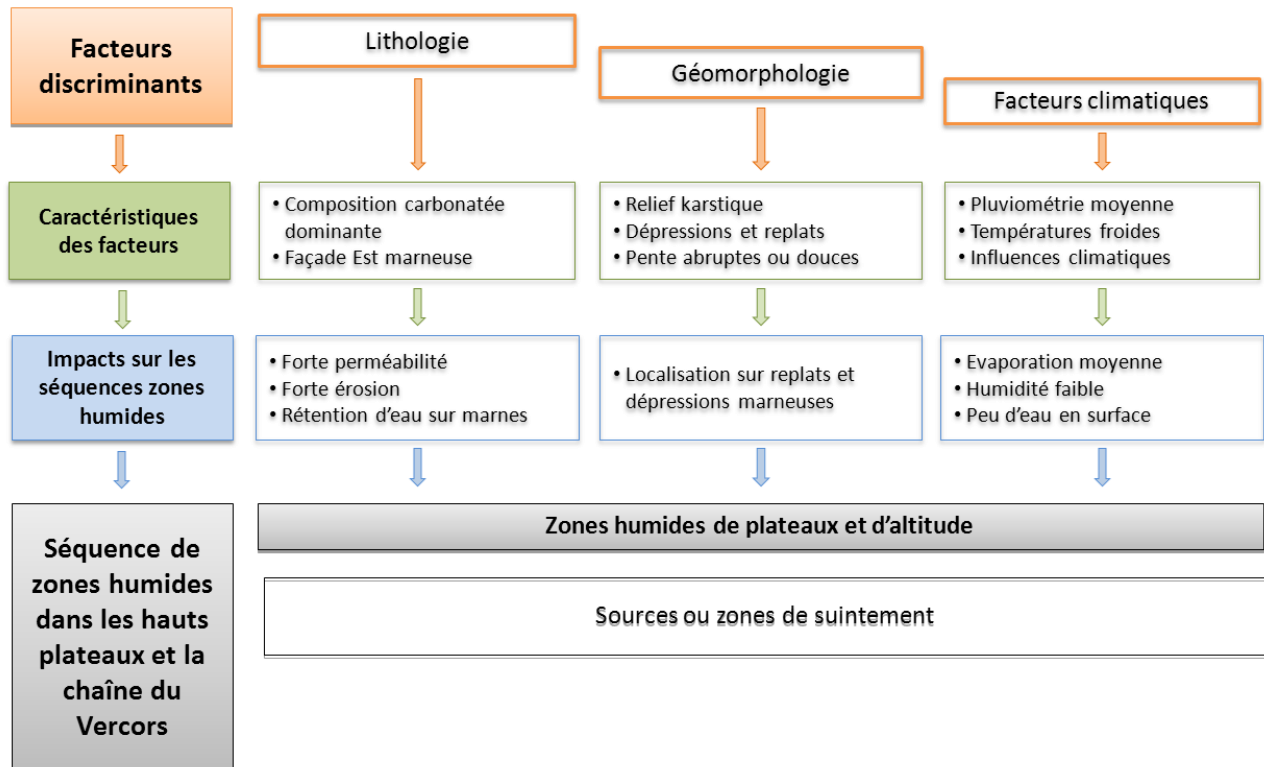 Facteurs
discriminants
Lithologie
Géomorphologie
Facteurs climatiques
Caractéristiques
des facteurs
• Composition carbonatée
dominante
• Façade Est marneuse
• Relief karstique
• Dépressions et replats
• Pente abruptes ou douces
• Pluviométrie moyenne
• Températures froides
• Influences climatiques
Impacts sur les
séquences zones
humides
• Forte perméabilité
• Forte érosion
• Rétention d'eau sur marnes
• Localisation sur replats et
dépressions marneuses
• Evaporation moyenne
• Humidité faible
• Peu d'eau en surface
Séquence de
zones humides
dans les hauts
plateaux et la
chaîne du
Vercors
Zones humides de plateaux et d'altitude
Sources ou zones de suintement